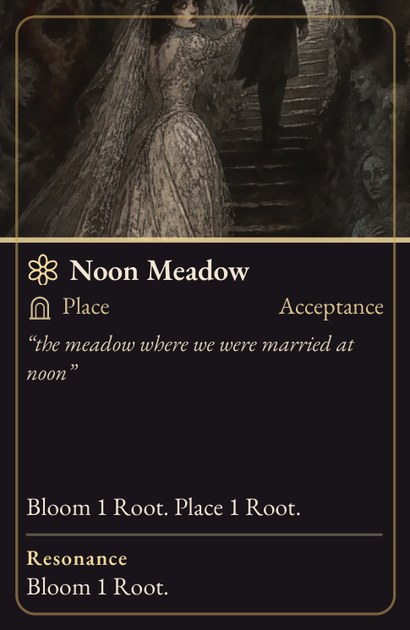 Noon Meadow
Place Acceptance
“the meadow where we were married at
noon”
Bloom 1 Root. Place 1 Root.
Resonance
Bloom 1 Root.